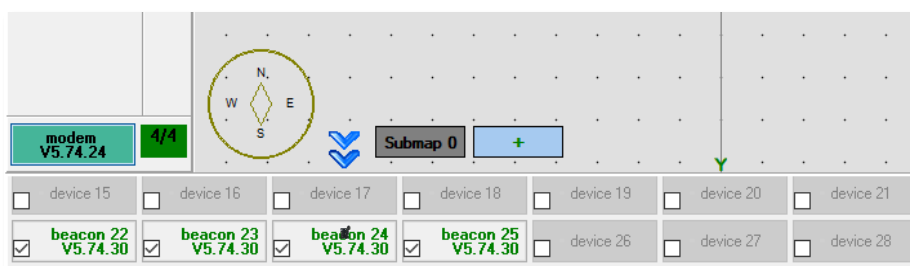 N
W E
S
modem
V5.74.24
4/4
Submap 0
+
Y
device 15
device 16
device 17
device 18
device 19
device 20
device 21
beacon 22
V5.74.30
beacon 23
V5.74.30
beacon 24
V5.74.30
beacon 25
V5.74.30
device 26
device 27
device 28